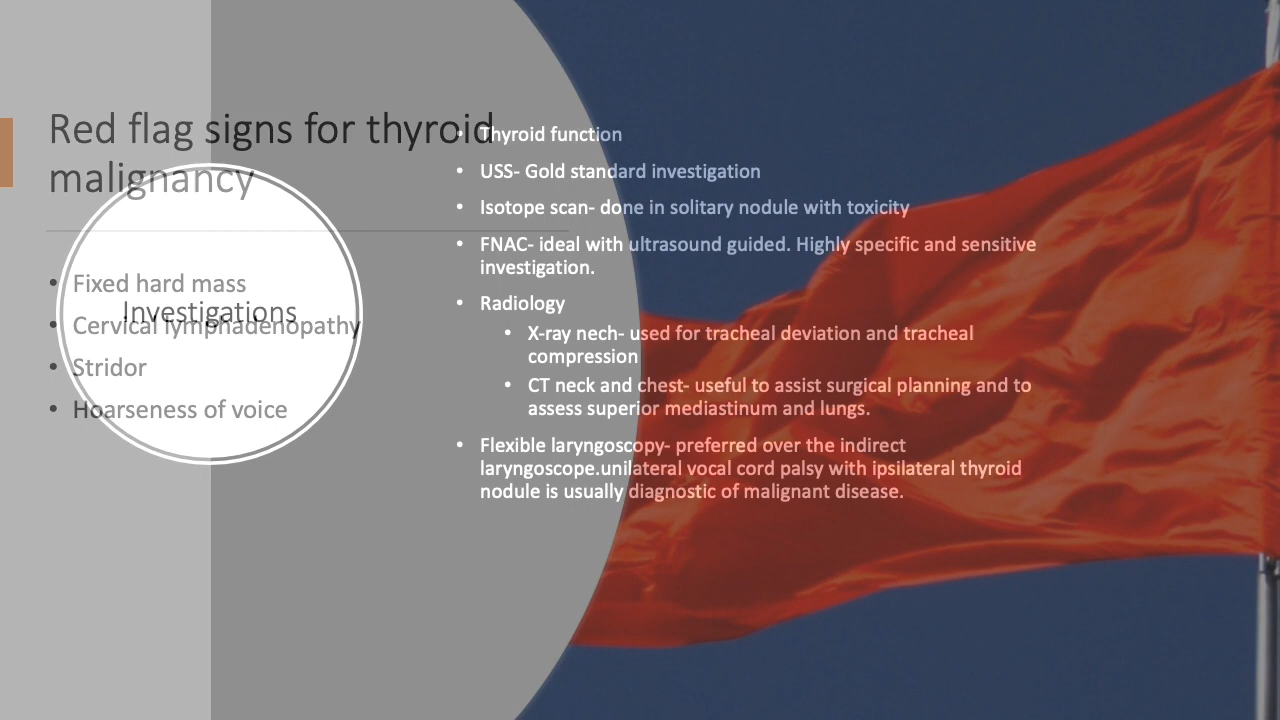 Red flag signs for thyroid
malignancy
• Fixed hard mass
• Cervical lymphadenopathy
• Stridor
• Hoarseness of voice
Investigations
• Thyroid function
• USS- Gold standard investigation
• Isotope scan- done in solitary nodule with toxicity
• FNAC- ideal with ultrasound guided. Highly specific and sensitive
investigation.
• Radiology
• X-ray nech- used for tracheal deviation and tracheal
compression
• CT neck and chest- useful to assist surgical planning and to
assess superior mediastinum and lungs.
• Flexible laryngoscopy- preferred over the indirect
laryngoscope.unilateral vocal cord palsy with ipsilateral thyroid
nodule is usually diagnostic of malignant disease.